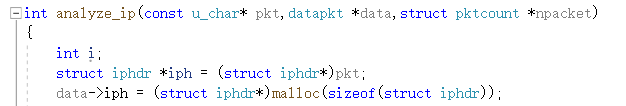 int analyze_ip(const u_char* pkt,datapkt *data,struct pktcount *npacket)
{
int i;
struct iphdr *iph = (struct iphdr*)pkt;
data->iph = (struct iphdr*)malloc(sizeof(struct iphdr));